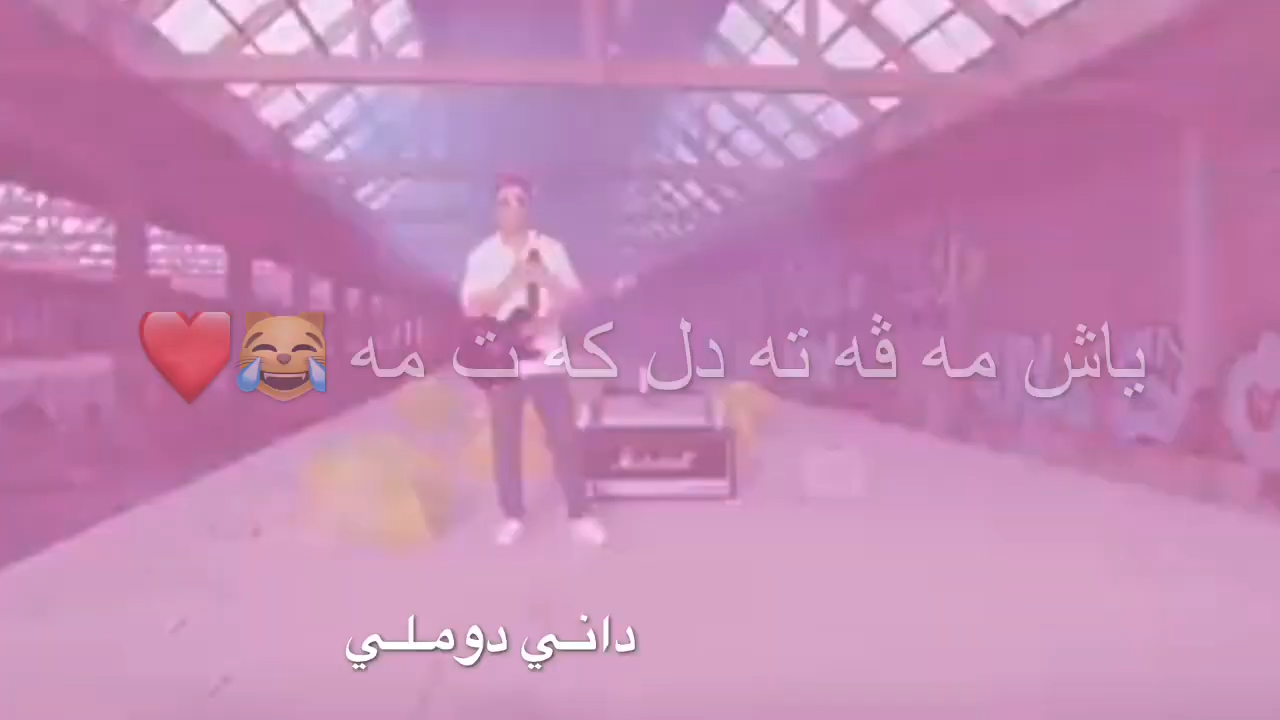 ياش مه ڤه ته دل كه ت مه 😹❤️
داني دوملي